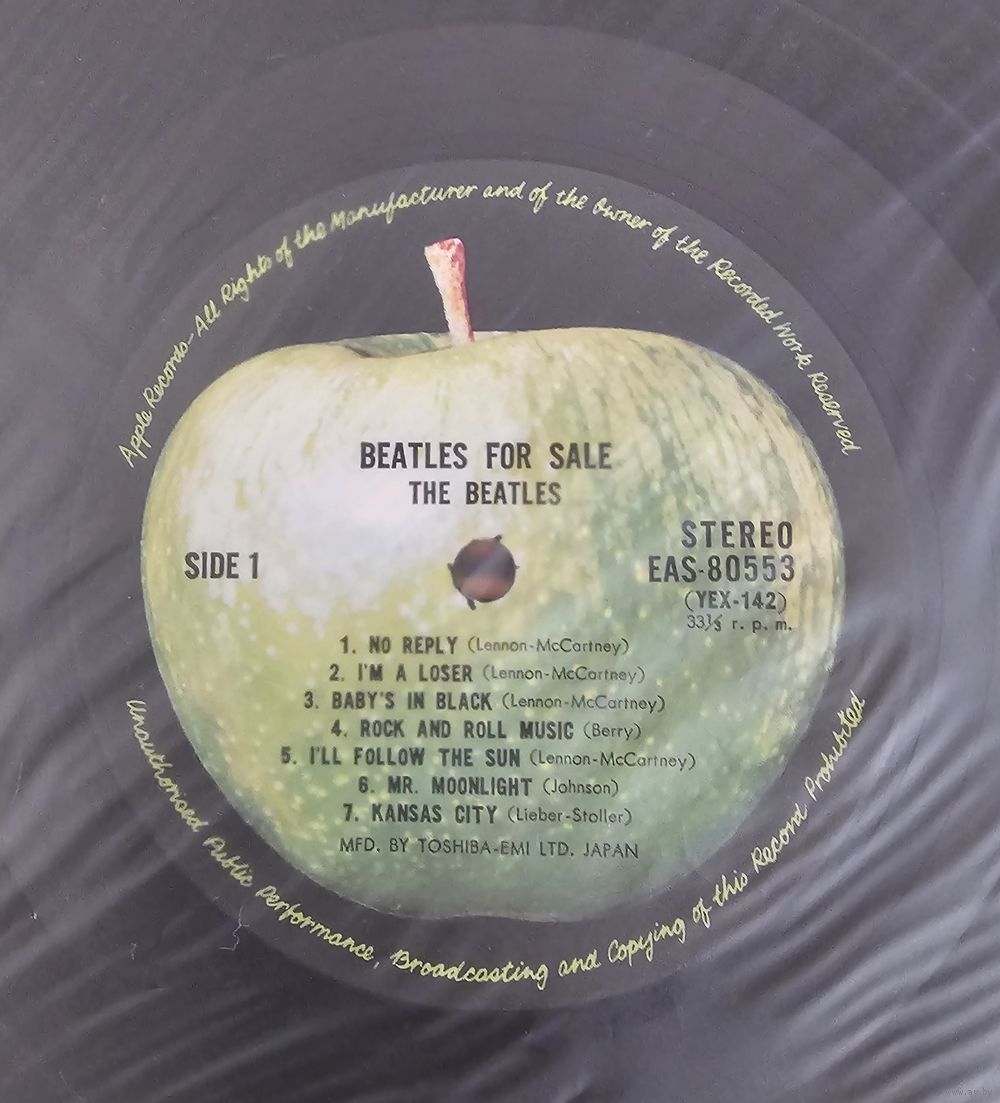 Apple Records-All Rights of the Manufacturer and of the Owner of the Recorded Work Reserved
BEATLES FOR SALE
THE BEATLES
SIDE 1
STEREO
EAS-80553
(YEX-142)
33⅓ r. p. m.
1. NO REPLY (Lennon-McCartney)
2. I'M A LOSER (Lennon-McCartney)
3. BABY'S IN BLACK (Lennon-McCartney)
4. ROCK AND ROLL MUSIC (Berry)
5. I'LL FOLLOW THE SUN (Lennon-McCartney)
6. MR. MOONLIGHT (Johnson)
7. KANSAS CITY (Lieber-Stoller)
MFD. BY TOSHIBA-EMI LTD. JAPAN
Unauthorised Public Performance, Broadcasting and Copying of this Record Prohibited